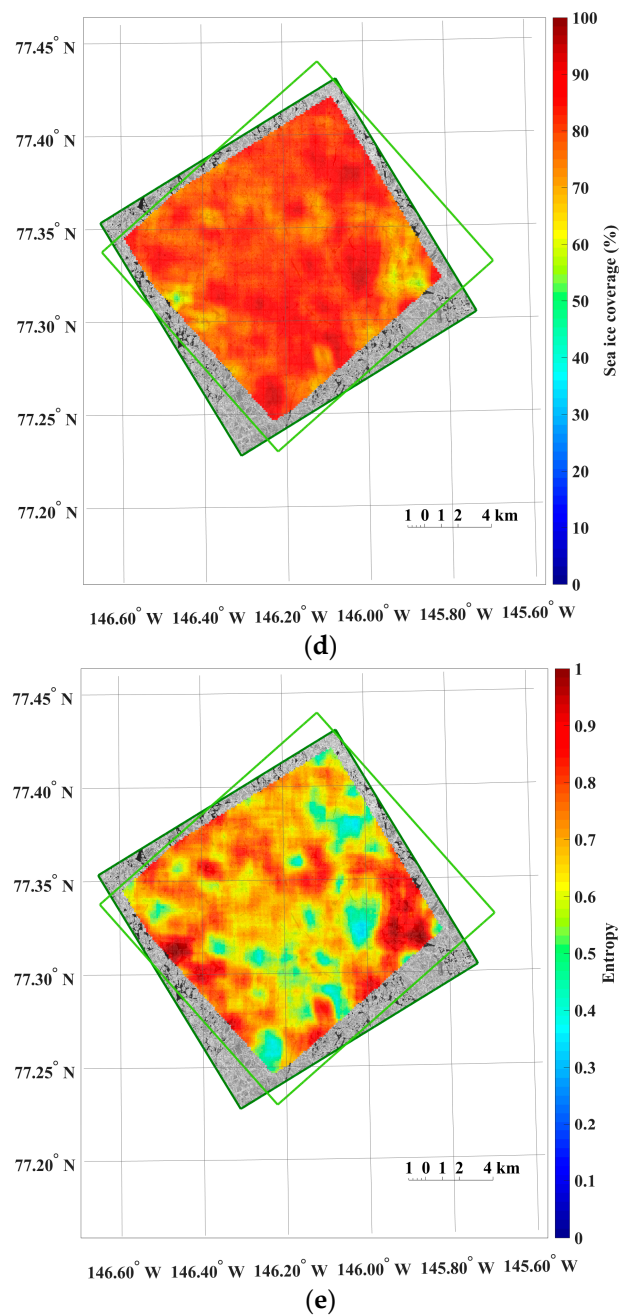 100
77.45° N
90
80
77.40° N
70
77.35° N
60
50
77.30° N
40
77.25° N
30
20
77.20° N
10
1 0 1 2 4 km
0
Sea ice coverage (%)
146.60° W 146.40° W 146.20° W 146.00° W 145.80° W 145.60° W
(d)
1
77.45° N
0.9
0.8
77.40° N
0.7
77.35° N
0.6
0.5
77.30° N
0.4
77.25° N
0.3
0.2
77.20° N
0.1
1 0 1 2 4 km
0
Entropy
146.60° W 146.40° W 146.20° W 146.00° W 145.80° W 145.60° W
(e)